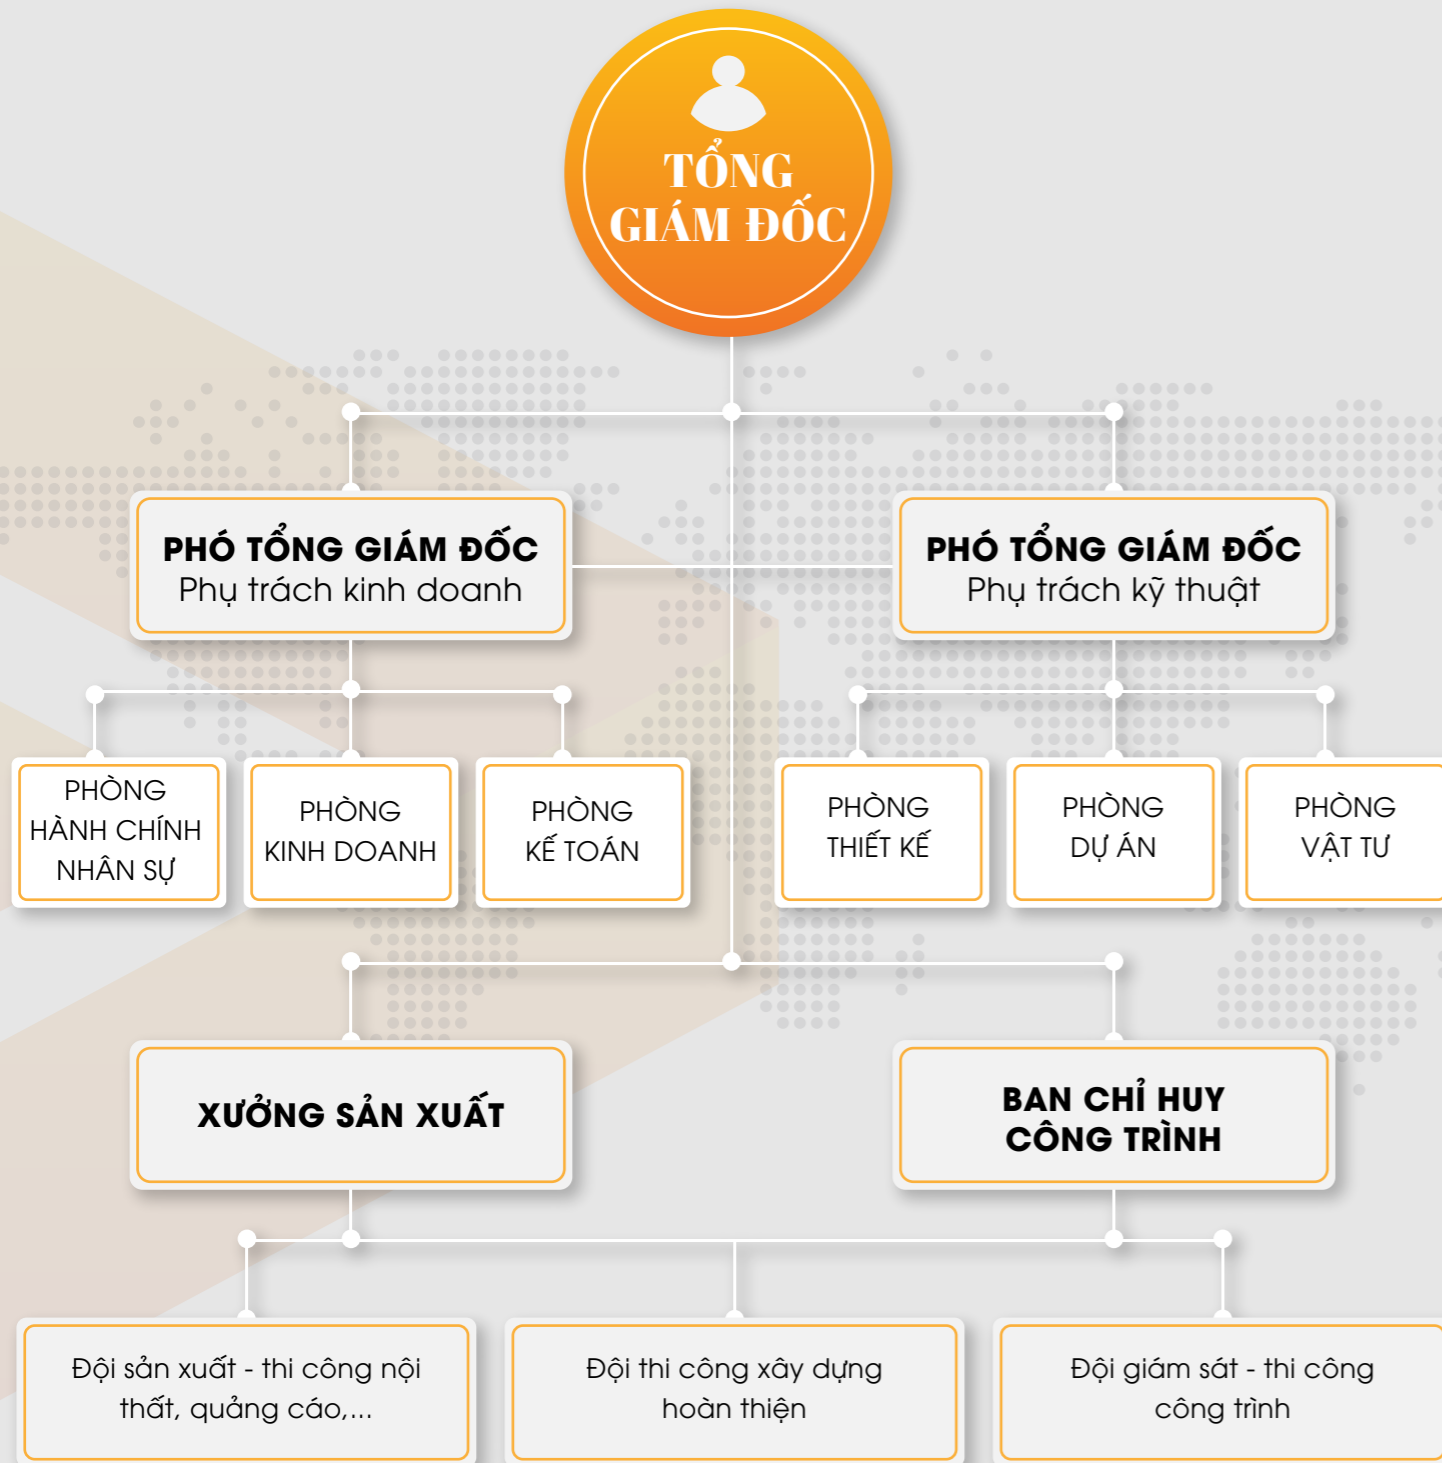 TỔNG
GIÁM ĐỐC
PHÓ TỔNG GIÁM ĐỐC
Phụ trách kinh doanh
PHÓ TỔNG GIÁM ĐỐC
Phụ trách kỹ thuật
PHÒNG
HÀNH CHÍNH
NHÂN SỰ
PHÒNG
KINH DOANH
PHÒNG
KẾ TOÁN
PHÒNG
THIẾT KẾ
PHÒNG
DỰ ÁN
PHÒNG
VẬT TƯ
XƯỞNG SẢN XUẤT
BAN CHỈ HUY
CÔNG TRÌNH
Đội sản xuất - thi công nội
thất, quảng cáo,...
Đội thi công xây dựng
hoàn thiện
Đội giám sát - thi công
công trình